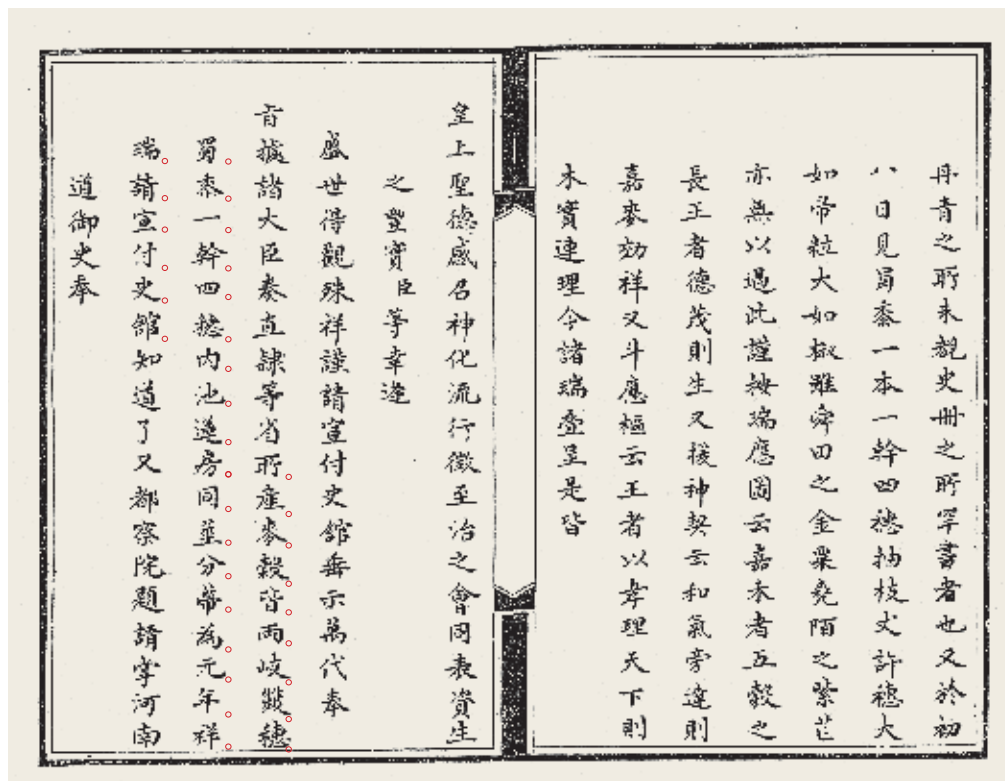 丹青之所未覩史冊之所罕書者也又於初
八日見蜀黍一本一幹四穗抽枝丈許穗大
如帚粒大如椒雖舜田之金粟堯陌之紫芒
亦無以過此謹按瑞應圖云嘉禾者五穀之
長王者德茂則生又援神契云和氣旁達則
嘉麥効祥又斗應樞云王者以孝理天下則
木實連理今諸瑞疊呈是皆
皇上聖德感召神化流行徵至治之會同表資生
之豐寶臣等幸逢
盛世得觀殊祥謹請宣付史館垂示萬代奉
旨據諸大臣奏直隷等省所産麥穀皆兩岐雙穗
蜀黍一幹四穗內池蓮房同莖分蒂為元年祥
瑞請宣付史館知道了又都察院題請掌河南
道御史奉